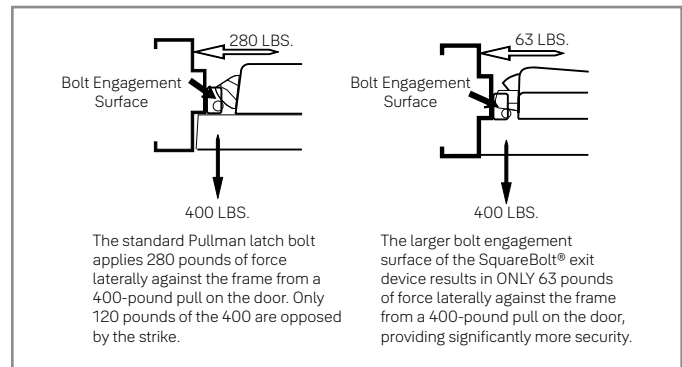 280 LBS.
Bolt Engagement
Surface
400 LBS.
The standard Pullman latch bolt
applies 280 pounds of force
laterally against the frame from a
400-pound pull on the door. Only
120 pounds of the 400 are opposed
by the strike.
63 LBS.
Bolt Engagement
Surface
400 LBS.
The larger bolt engagement
surface of the SquareBolt® exit
device results in ONLY 63 pounds
of force laterally against the frame
from a 400-pound pull on the door,
providing significantly more security.